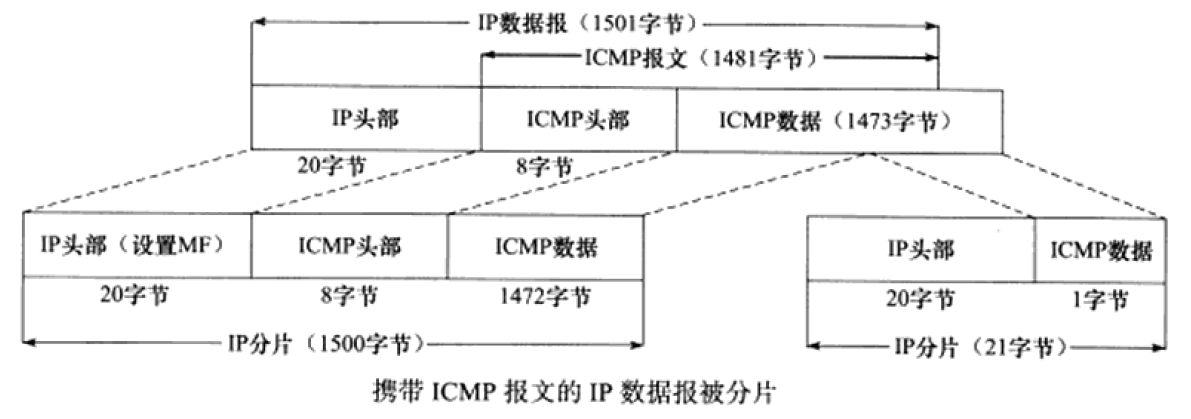 IP数据报（1501字节）
ICMP报文（1481字节）
IP头部 ICMP头部 ICMP数据（1473字节）
20字节 8字节
IP头部（设置MF） ICMP头部 ICMP数据 IP头部 ICMP数据
20字节 8字节 1472字节 20字节 1字节
IP分片（1500字节） IP分片（21字节）
携带 ICMP 报文的 IP 数据报被分片